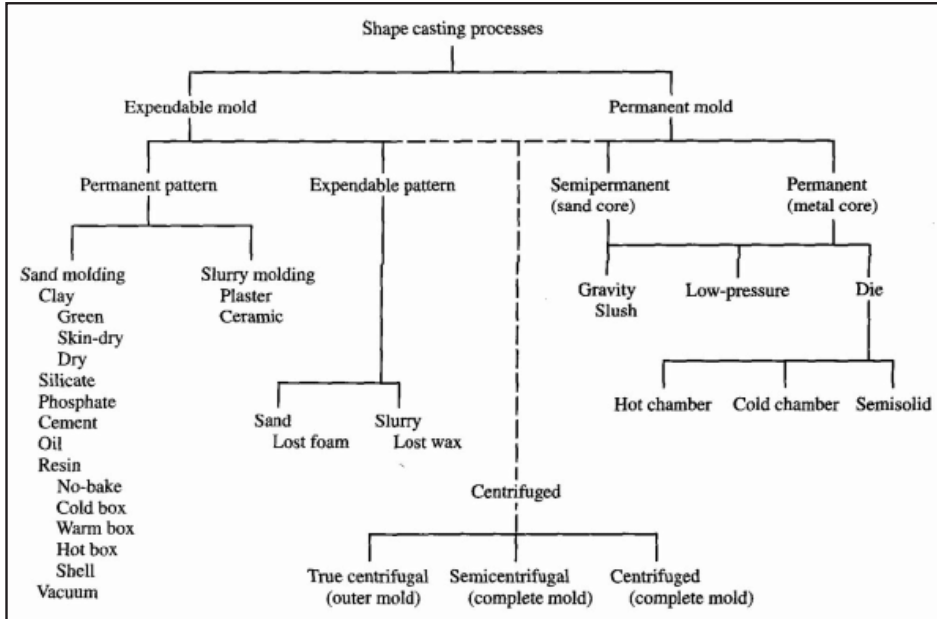 Shape casting processes
Expendable mold
Permanent mold
Permanent pattern
Expendable pattern
Semipermanent
(sand core)
Permanent
(metal core)
Sand molding
Clay
Green
Skin-dry
Dry
Silicate
Phosphate
Cement
Oil
Resin
No-bake
Cold box
Warm box
Hot box
Shell
Vacuum
Slurry molding
Plaster
Ceramic
Sand
Lost foam
Slurry
Lost wax
Gravity
Slush
Low-pressure
Die
Hot chamber
Cold chamber
Semisolid
Centrifuged
True centrifugal
(outer mold)
Semicentrifugal
(complete mold)
Centrifuged
(complete mold)